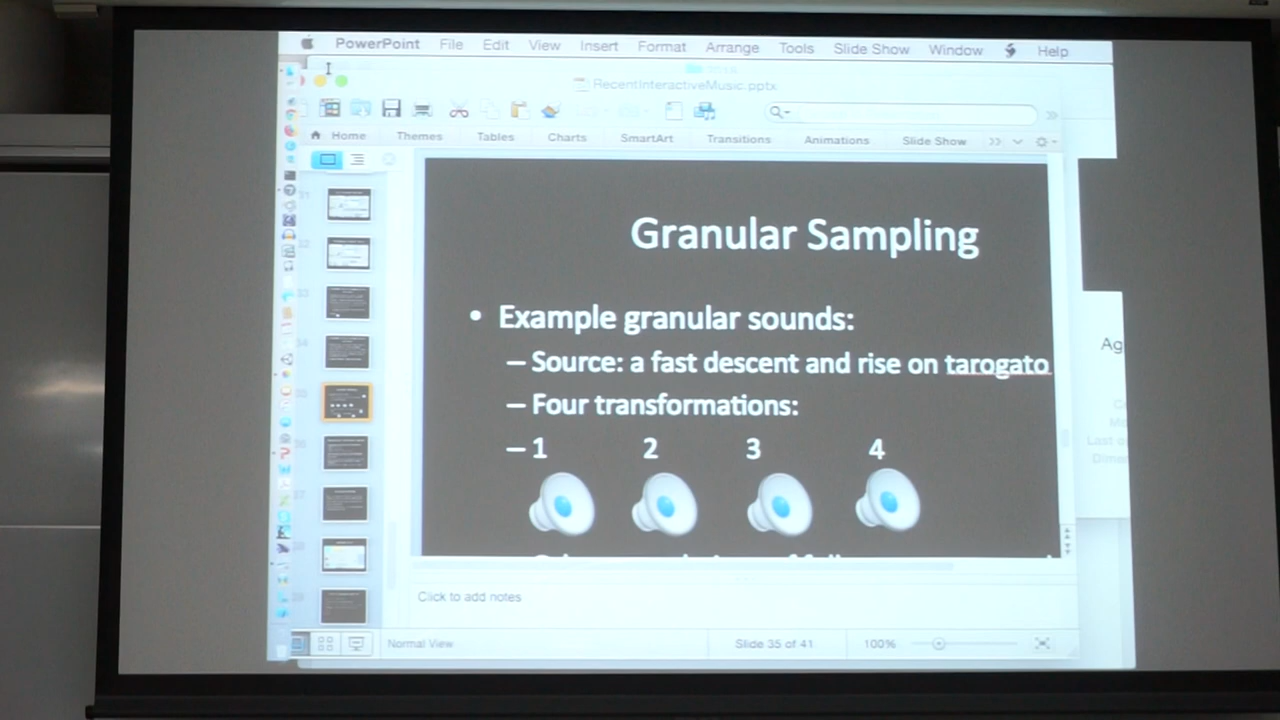 PowerPoint File Edit View Insert Format Arrange Tools Slide Show Window Help
RecentInteractiveMusic.pptx
Home Themes Tables Charts SmartArt Transitions Animations Slide Show
Granular Sampling
• Example granular sounds:
– Source: a fast descent and rise on tarogato
– Four transformations:
– 1 2 3 4
Ag
Last
Click to add notes
Normal View Slide 35 of 41 100%